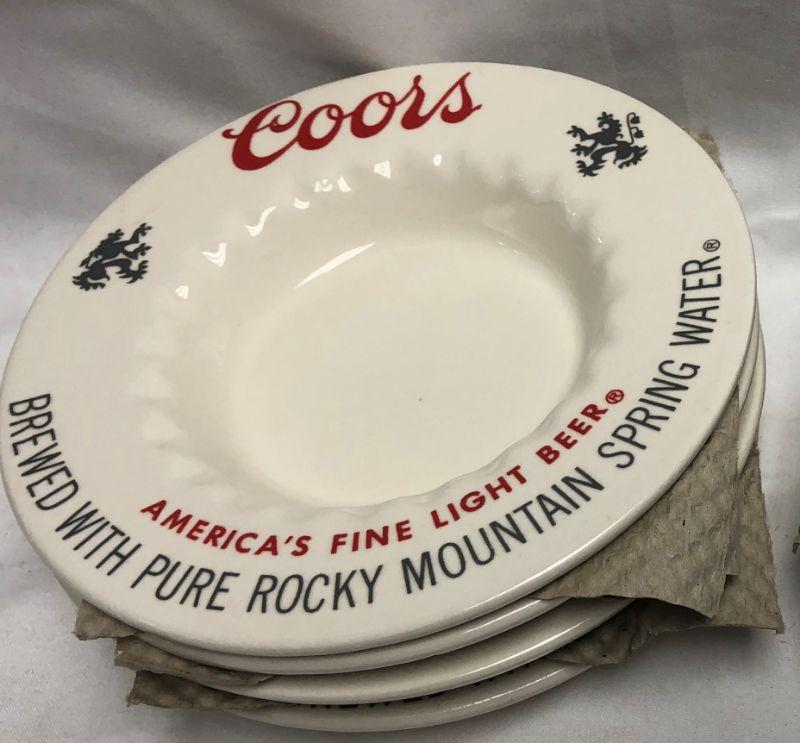 Coors
AMERICA'S FINE LIGHT BEER®
BREWED WITH PURE ROCKY MOUNTAIN SPRING WATER®